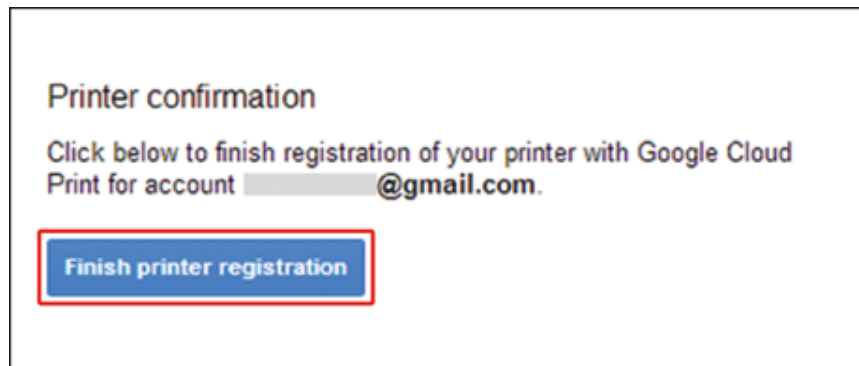 Printer confirmation
Click below to finish registration of your printer with Google Cloud
Print for account @gmail.com.
Finish printer registration